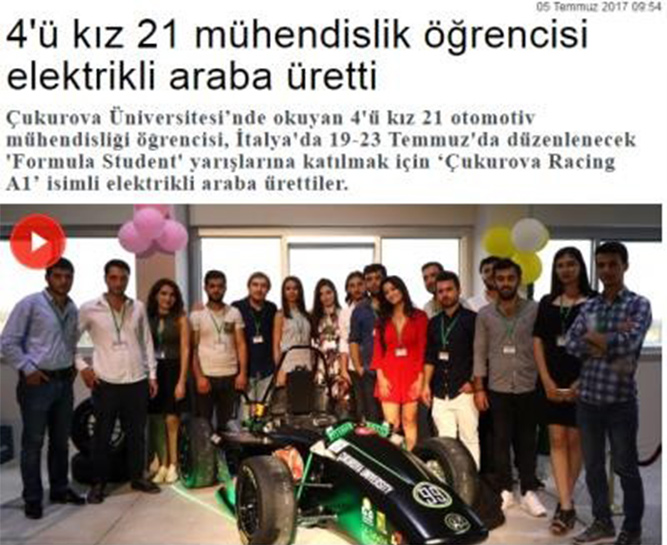 05 Temmuz 2017 09:54
4'ü kız 21 mühendislik öğrencisi
elektrikli araba üretti
Çukurova Üniversitesi’nde okuyan 4'ü kız 21 otomotiv
mühendisliği öğrencisi, İtalya'da 19-23 Temmuz'da düzenlenecek
'Formula Student' yarışlarına katılmak için ‘Çukurova Racing
A1’ isimli elektrikli araba ürettiler.
ÇUKUROVA UNIVERSITY
99